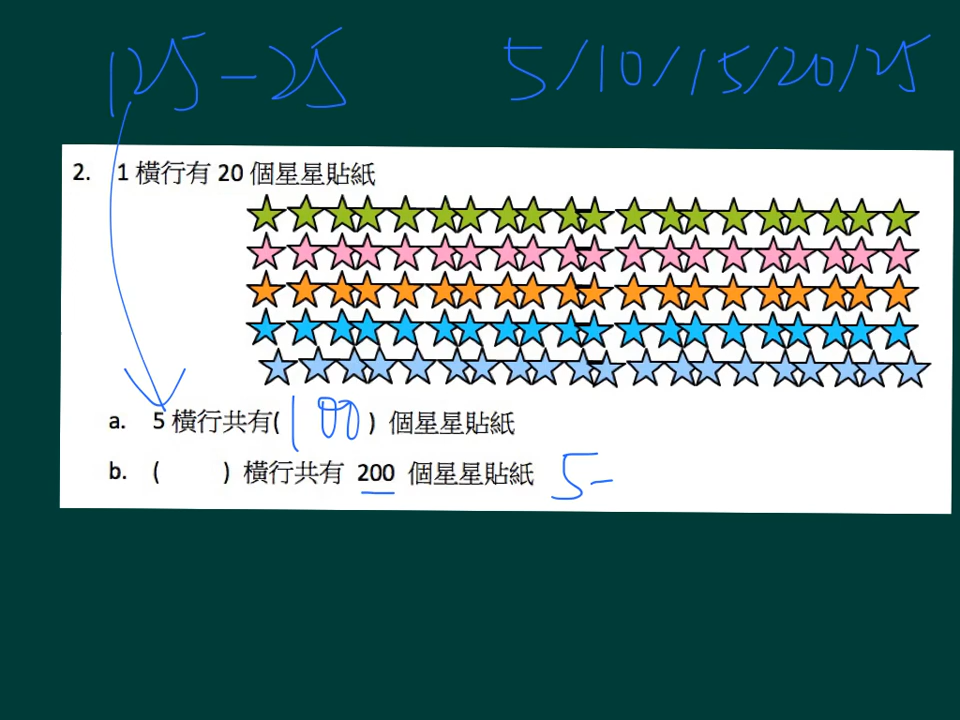 125-25 5/10/15/20/25
2. 1 橫行有 20 個星星貼紙
a. 5 橫行共有(100) 個星星貼紙
b. ( ) 橫行共有 200 個星星貼紙 5-